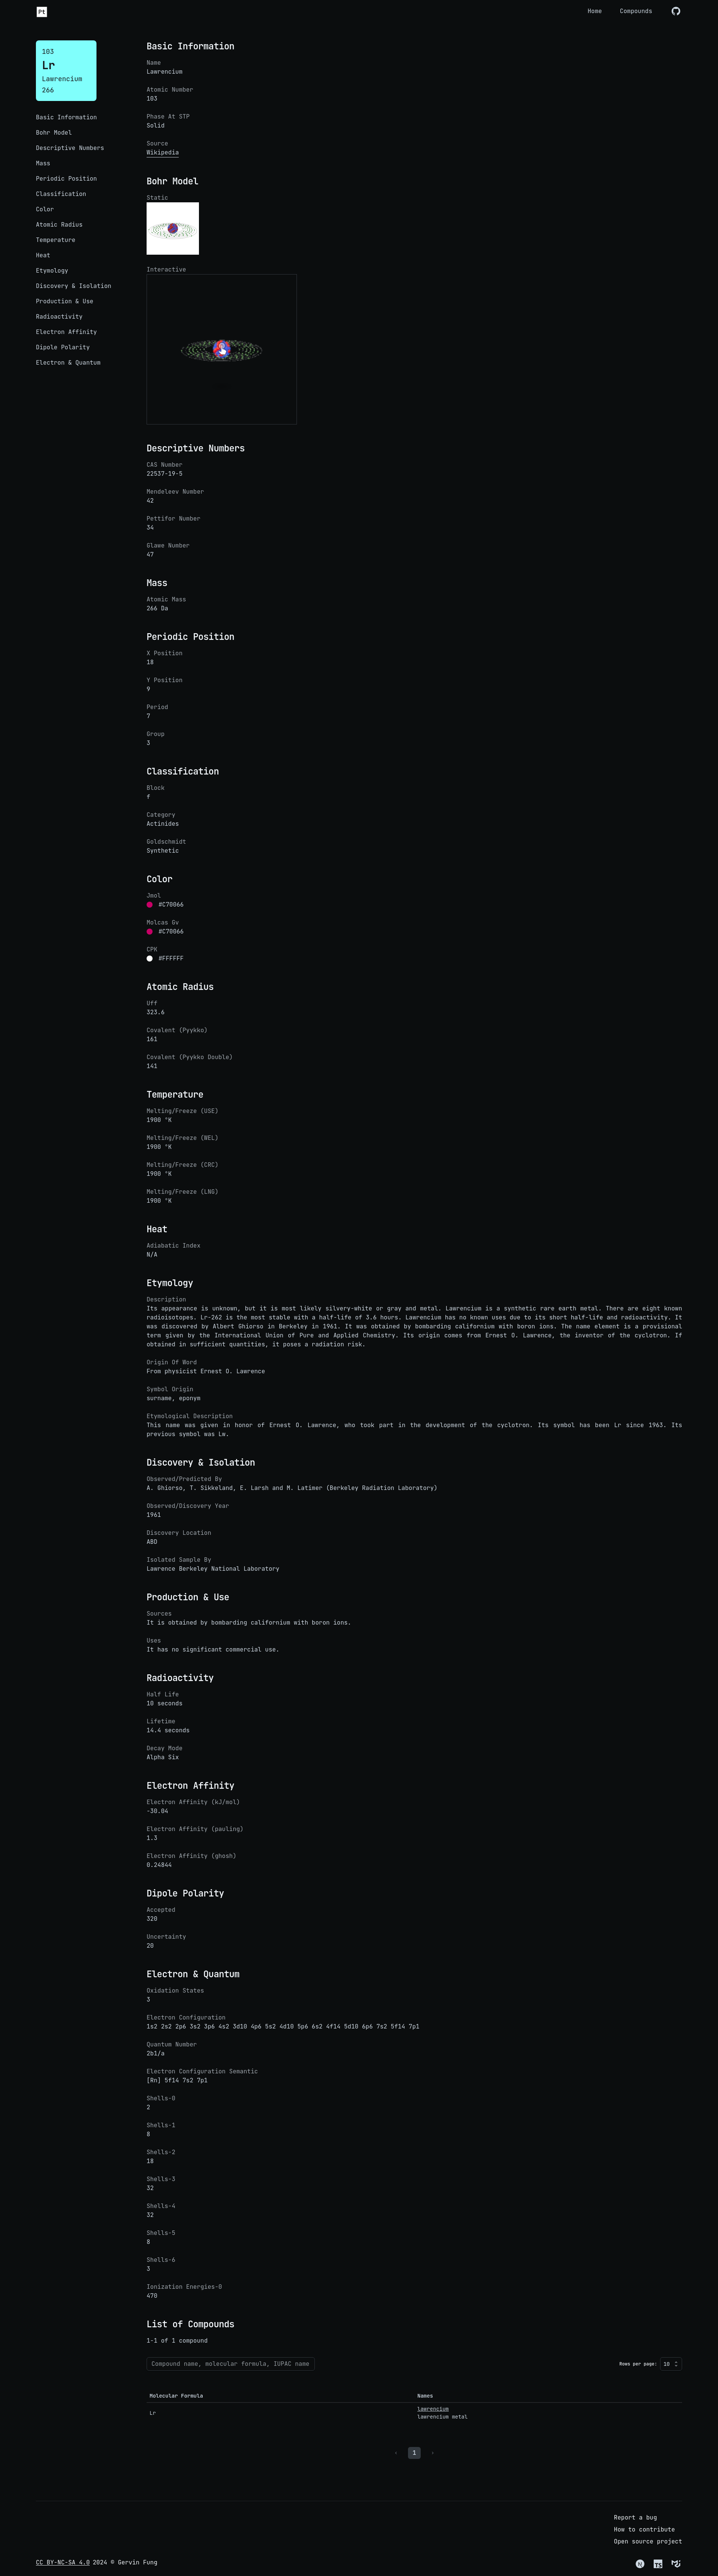 Pt
Home
Compounds
103
Lr
Lawrencium
266
Basic Information
Bohr Model
Descriptive Numbers
Mass
Periodic Position
Classification
Color
Atomic Radius
Temperature
Heat
Etymology
Discovery & Isolation
Production & Use
Radioactivity
Electron Affinity
Dipole Polarity
Electron & Quantum
Basic Information
Name
Lawrencium
Atomic Number
103
Phase At STP
Solid
Source
Wikipedia
Bohr Model
Static
Interactive
Descriptive Numbers
CAS Number
22537-19-5
Mendeleev Number
42
Pettifor Number
34
Glawe Number
47
Mass
Atomic Mass
266 Da
Periodic Position
X Position
18
Y Position
9
Period
7
Group
3
Classification
Block
f
Category
Actinides
Goldschmidt
Synthetic
Color
Jmol
#C70066
Molcas Gv
#C70066
CPK
#FFFFFF
Atomic Radius
Uff
323.6
Covalent (Pyykko)
161
Covalent (Pyykko Double)
141
Temperature
Melting/Freeze (USE)
1900 °K
Melting/Freeze (WEL)
1900 °K
Melting/Freeze (CRC)
1900 °K
Melting/Freeze (LNG)
1900 °K
Heat
Adiabatic Index
N/A
Etymology
Description
Its appearance is unknown, but it is most likely silvery-white or gray and metal. Lawrencium is a synthetic rare earth metal. There are eight known
radioisotopes. Lr-262 is the most stable with a half-life of 3.6 hours. Lawrencium has no known uses due to its short half-life and radioactivity. It
was discovered by Albert Ghiorso in Berkeley in 1961. It was obtained by bombarding californium with boron ions. The name element is a provisional
term given by the International Union of Pure and Applied Chemistry. Its origin comes from Ernest O. Lawrence, the inventor of the cyclotron. If
obtained in sufficient quantities, it poses a radiation risk.
Origin Of Word
From physicist Ernest O. Lawrence
Symbol Origin
surname, eponym
Etymological Description
This name was given in honor of Ernest O. Lawrence, who took part in the development of the cyclotron. Its symbol has been Lr since 1963. Its
previous symbol was Lw.
Discovery & Isolation
Observed/Predicted By
A. Ghiorso, T. Sikkeland, E. Larsh and M. Latimer (Berkeley Radiation Laboratory)
Observed/Discovery Year
1961
Discovery Location
ABD
Isolated Sample By
Lawrence Berkeley National Laboratory
Production & Use
Sources
It is obtained by bombarding californium with boron ions.
Uses
It has no significant commercial use.
Radioactivity
Half Life
10 seconds
Lifetime
14.4 seconds
Decay Mode
Alpha Six
Electron Affinity
Electron Affinity (kJ/mol)
-30.04
Electron Affinity (pauling)
1.3
Electron Affinity (ghosh)
0.24844
Dipole Polarity
Accepted
320
Uncertainty
20
Electron & Quantum
Oxidation States
3
Electron Configuration
1s2 2s2 2p6 3s2 3p6 4s2 3d10 4p6 5s2 4d10 5p6 6s2 4f14 5d10 6p6 7s2 5f14 7p1
Quantum Number
2b1/a
Electron Configuration Semantic
[Rn] 5f14 7s2 7p1
Shells-0
2
Shells-1
8
Shells-2
18
Shells-3
32
Shells-4
32
Shells-5
8
Shells-6
3
Ionization Energies-0
470
List of Compounds
1-1 of 1 compound
Compound name, molecular formula, IUPAC name
Rows per page:
10
Molecular Formula
Names
Lr
lawrencium
lawrencium metal
‹
1
›
Report a bug
How to contribute
Open source project
CC BY-NC-SA 4.0 2024 © Gervin Fung
N
TS